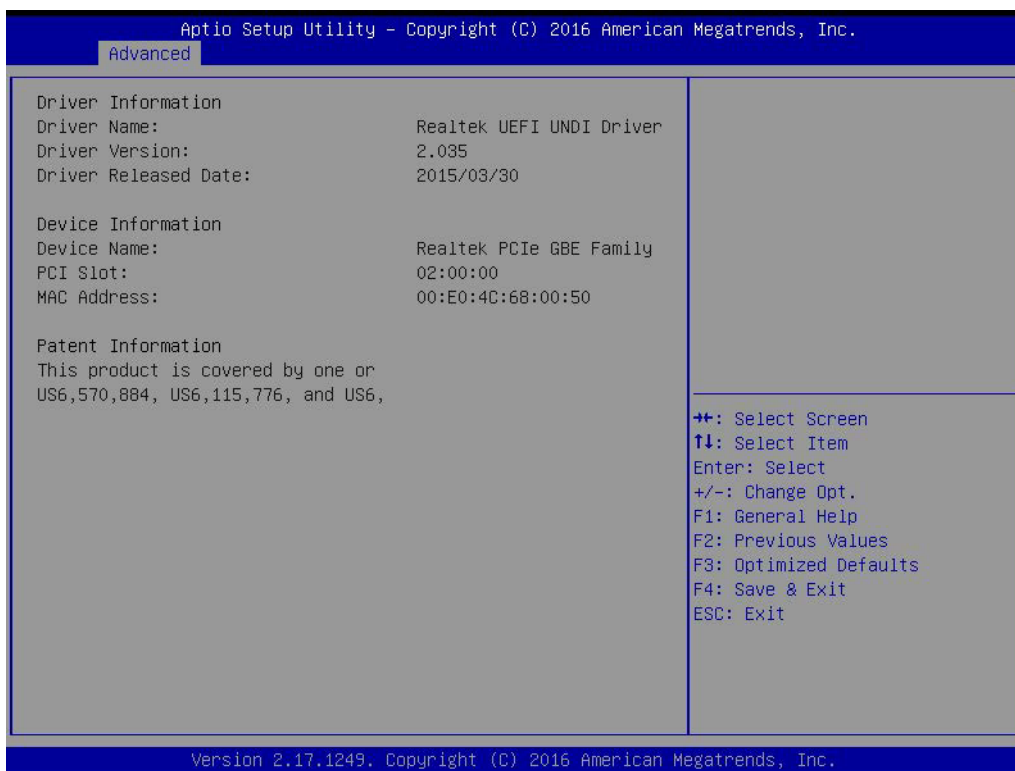 Aptio Setup Utility – Copyright (C) 2016 American Megatrends, Inc.
Advanced
Driver Information
Driver Name: Realtek UEFI UNDI Driver
Driver Version: 2.035
Driver Released Date: 2015/03/30
Device Information
Device Name: Realtek PCIe GBE Family
PCI Slot: 02:00:00
MAC Address: 00:E0:4C:68:00:50
Patent Information
This product is covered by one or
US6,570,884, US6,115,776, and US6,
→←: Select Screen
↑↓: Select Item
Enter: Select
+/-: Change Opt.
F1: General Help
F2: Previous Values
F3: Optimized Defaults
F4: Save & Exit
ESC: Exit
Version 2.17.1249. Copyright (C) 2016 American Megatrends, Inc.